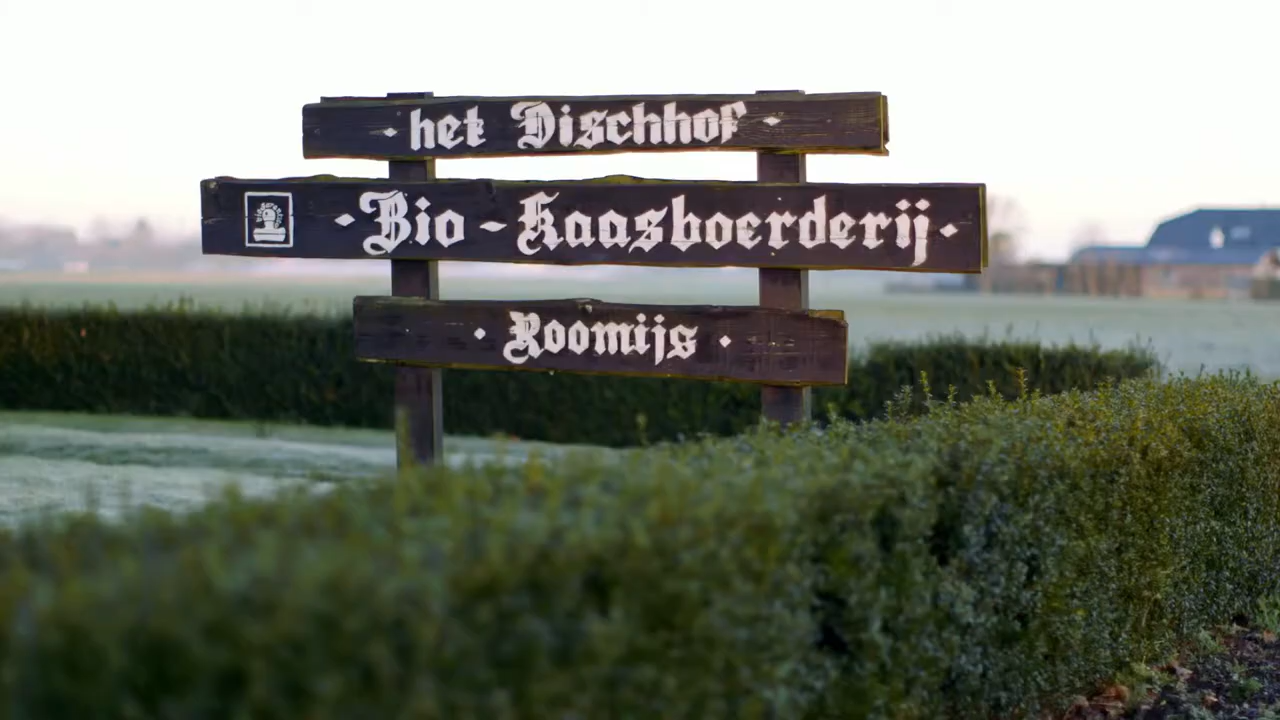 · het Dischhof ·
· Bio - Kaasboerderij ·
· Roomijs ·